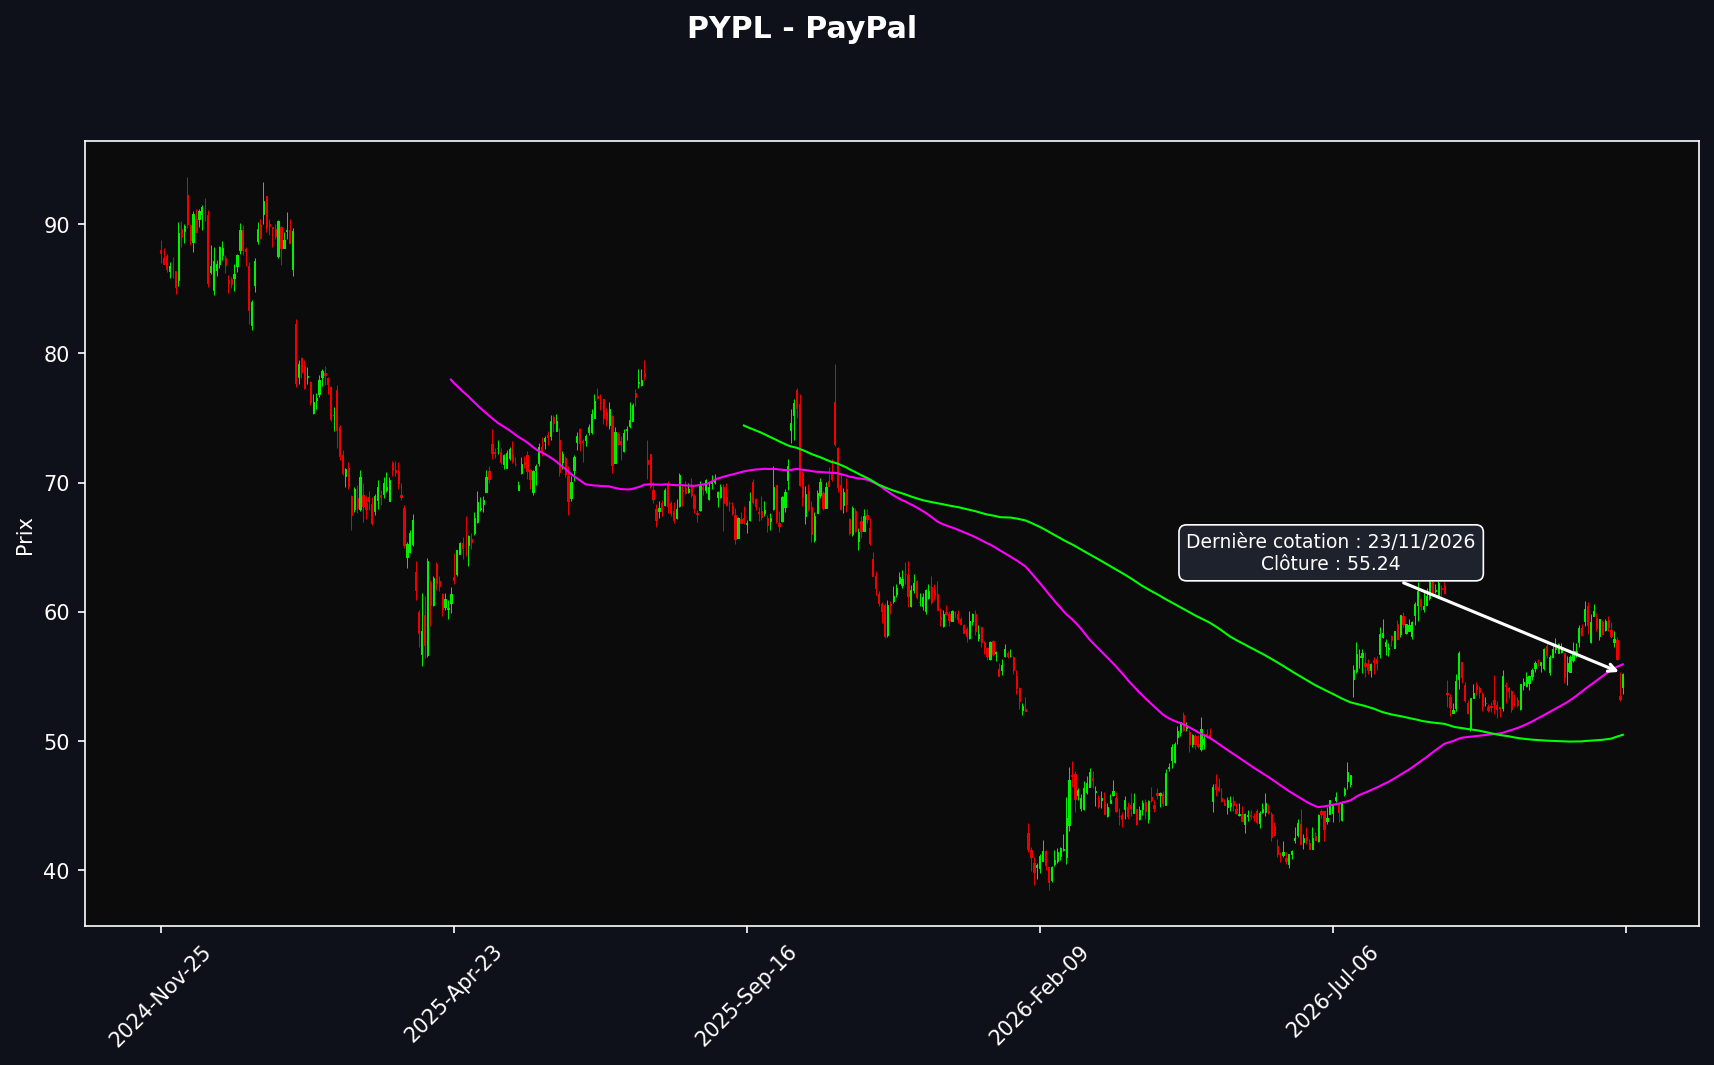 PYPL - PayPal
Prix
90
80
70
60
50
40
Dernière cotation : 23/11/2026
Clôture : 55.24
2024-Nov-25
2025-Apr-23
2025-Sep-16
2026-Feb-09
2026-Jul-06